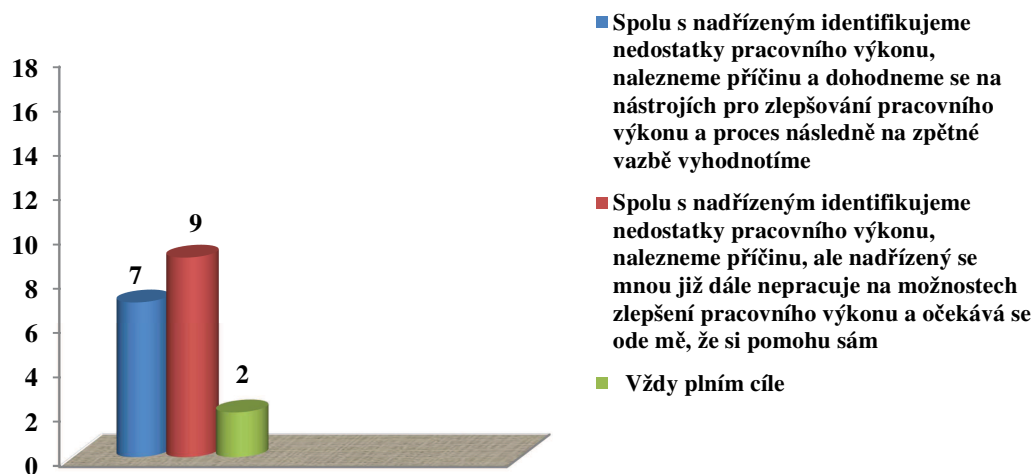 18
16
14
12
10
8
6
4
2
0
7
9
2
Spolu s nadřízeným identifikujeme
nedostatky pracovního výkonu,
nalezneme příčinu a dohodneme se na
nástrojích pro zlepšování pracovního
výkonu a proces následně na zpětné
vazbě vyhodnotíme
Spolu s nadřízeným identifikujeme
nedostatky pracovního výkonu,
nalezneme příčinu, ale nadřízený se
mnou již dále nepracuje na možnostech
zlepšení pracovního výkonu a očekává se
ode mě, že si pomohu sám
Vždy plním cíle